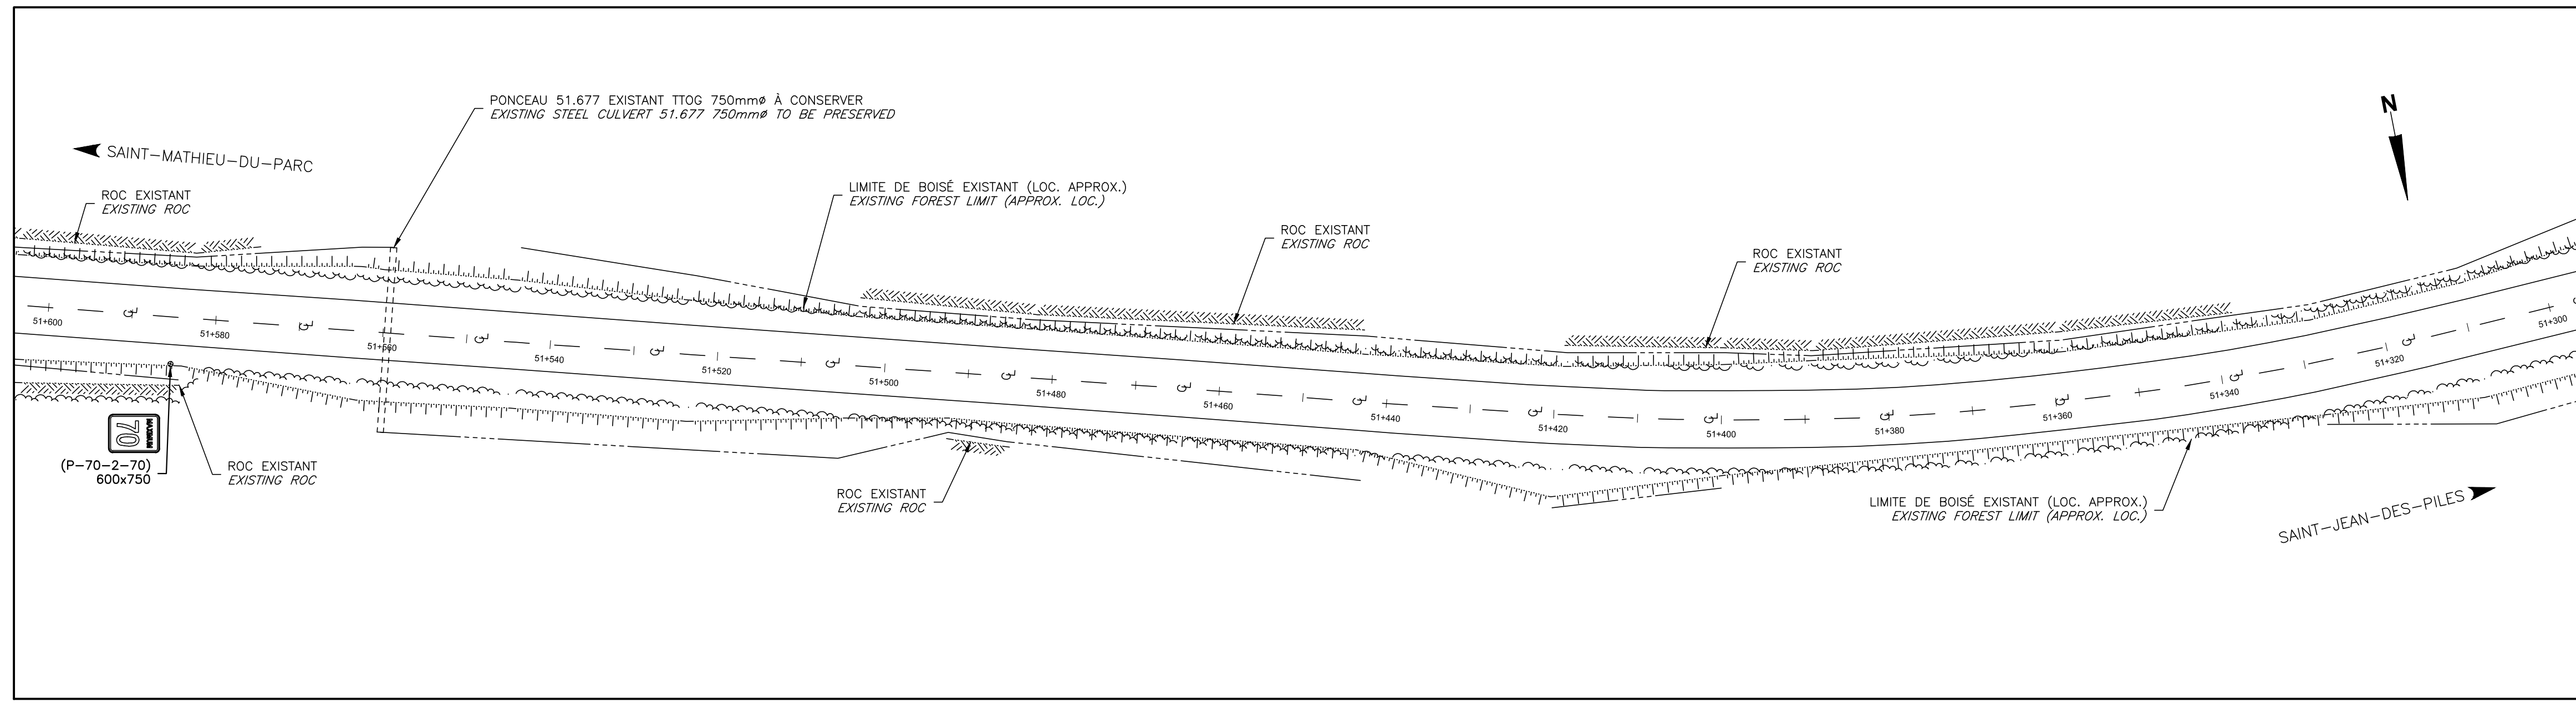 PONCEAU 51.677 EXISTANT TTOG 750mmø À CONSERVER
EXISTING STEEL CULVERT 51.677 750mmø TO BE PRESERVED
N
SAINT-MATHIEU-DU-PARC
ROC EXISTANT
EXISTING ROC
LIMITE DE BOISÉ EXISTANT (LOC. APPROX.)
EXISTING FOREST LIMIT (APPROX. LOC.)
ROC EXISTANT
EXISTING ROC
ROC EXISTANT
EXISTING ROC
51+600
51+580
51+560
51+540
51+520
51+500
51+480
51+460
51+440
51+420
51+400
51+380
51+360
51+340
51+320
51+300
MAXIMUM
70
(P-70-2-70)
600x750
ROC EXISTANT
EXISTING ROC
ROC EXISTANT
EXISTING ROC
LIMITE DE BOISÉ EXISTANT (LOC. APPROX.)
EXISTING FOREST LIMIT (APPROX. LOC.)
SAINT-JEAN-DES-PILES